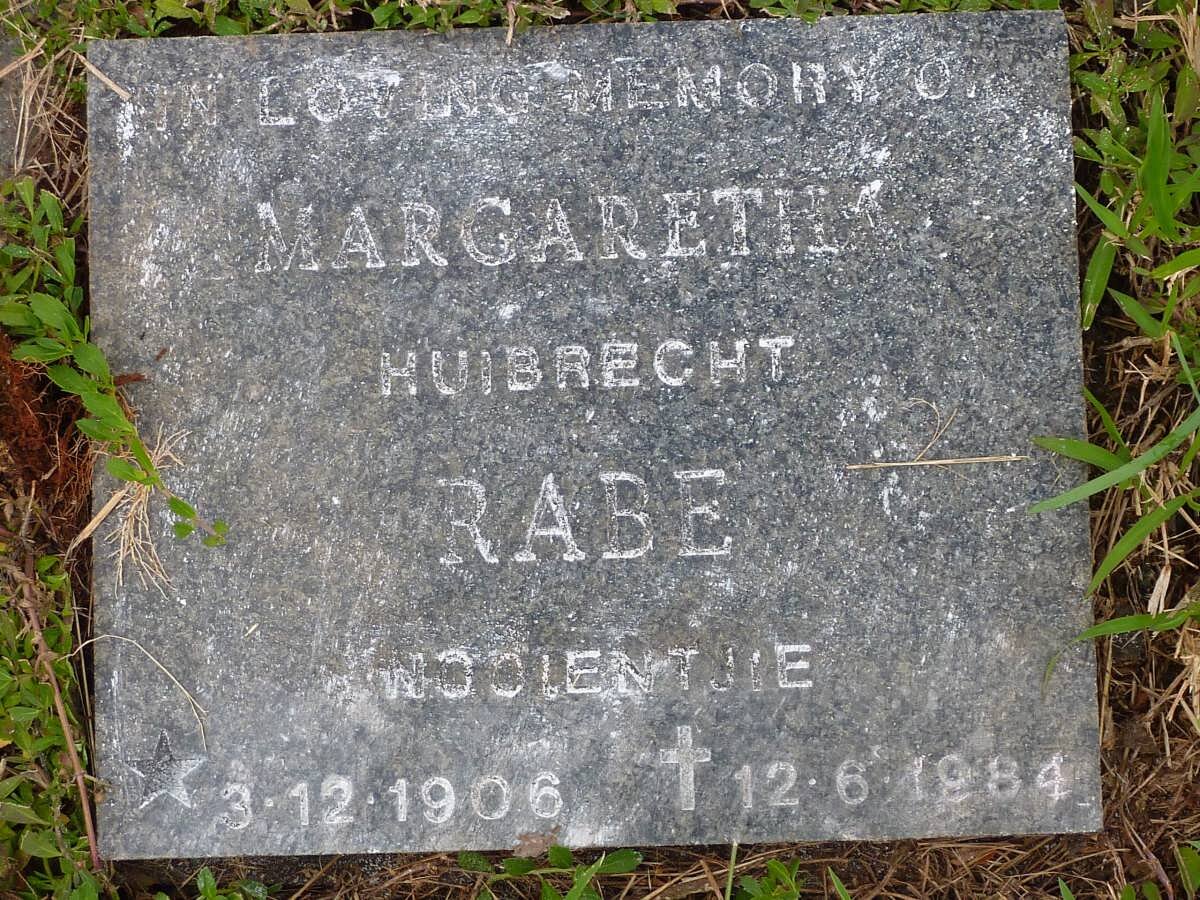 IN LOVING MEMORY OF
MARGARETHA
HUIBRECHT
RABE
NOOIENTJIE
3·12·1906 12·6·1984